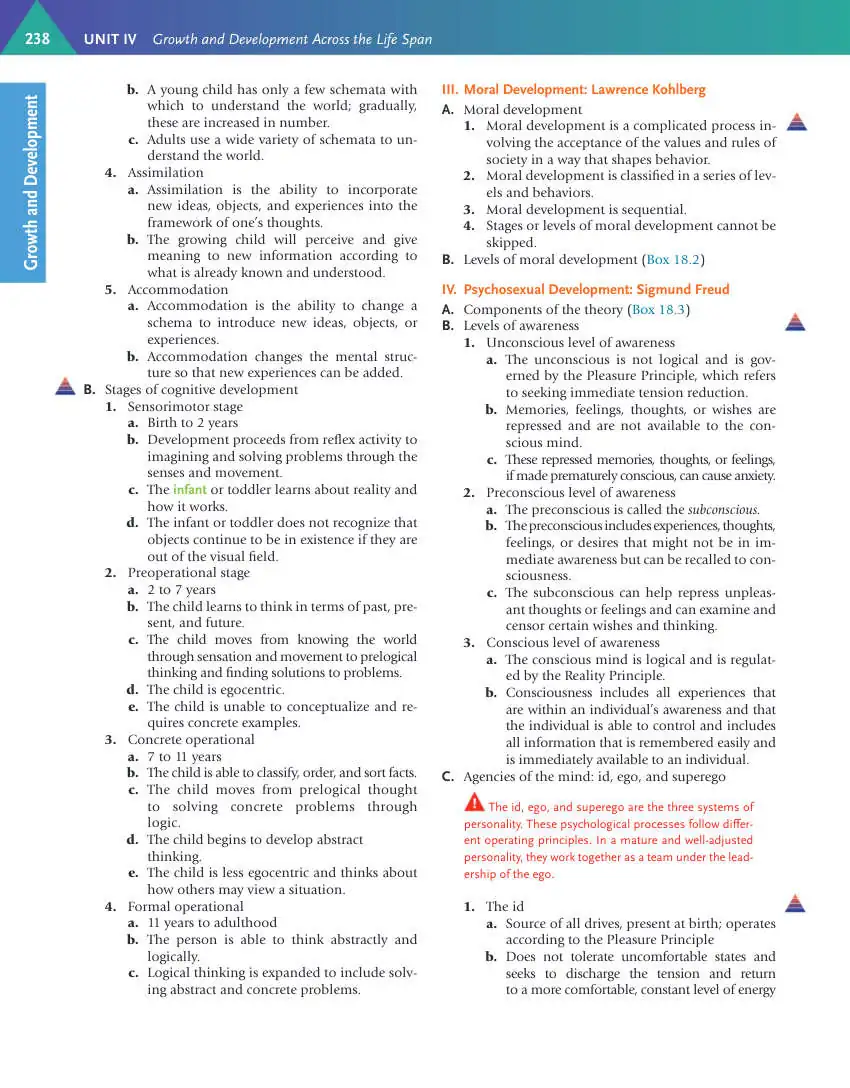 238 UNIT IV Growth and Development Across the Life Span
Growth and Development
b. A young child has only a few schemata with
which to understand the world; gradually,
these are increased in number.
c. Adults use a wide variety of schemata to un-
derstand the world.
4. Assimilation
a. Assimilation is the ability to incorporate
new ideas, objects, and experiences into the
framework of one's thoughts.
b. The growing child will perceive and give
meaning to new information according to
what is already known and understood.
5. Accommodation
a. Accommodation is the ability to change a
schema to introduce new ideas, objects, or
experiences.
b. Accommodation changes the mental struc-
ture so that new experiences can be added.
B. Stages of cognitive development
1. Sensorimotor stage
a. Birth to 2 years
b. Development proceeds from reflex activity to
imagining and solving problems through the
senses and movement.
c. The infant or toddler learns about reality and
how it works.
d. The infant or toddler does not recognize that
objects continue to be in existence if they are
out of the visual field.
2. Preoperational stage
a. 2 to 7 years
b. The child learns to think in terms of past, pre-
sent, and future.
c. The child moves from knowing the world
through sensation and movement to prelogical
thinking and finding solutions to problems.
d. The child is egocentric.
e. The child is unable to conceptualize and re-
quires concrete examples.
3. Concrete operational
a. 7 to 11 years
b. The child is able to classify, order, and sort facts.
c. The child moves from prelogical thought
to solving concrete problems through
logic.
d. The child begins to develop abstract
thinking.
e. The child is less egocentric and thinks about
how others may view a situation.
4. Formal operational
a. 11 years to adulthood
b. The person is able to think abstractly and
logically.
c. Logical thinking is expanded to include solv-
ing abstract and concrete problems.
III. Moral Development: Lawrence Kohlberg
A. Moral development
1. Moral development is a complicated process in-
volving the acceptance of the values and rules of
society in a way that shapes behavior.
2. Moral development is classified in a series of lev-
els and behaviors.
3. Moral development is sequential.
4. Stages or levels of moral development cannot be
skipped.
B. Levels of moral development (Box 18.2)
IV. Psychosexual Development: Sigmund Freud
A. Components of the theory (Box 18.3)
B. Levels of awareness
1. Unconscious level of awareness
a. The unconscious is not logical and is gov-
erned by the Pleasure Principle, which refers
to seeking immediate tension reduction.
b. Memories, feelings, thoughts, or wishes are
repressed and are not available to the con-
scious mind.
c. These repressed memories, thoughts, or feelings,
if made prematurely conscious, can cause anxiety.
2. Preconscious level of awareness
a. The preconscious is called the subconscious.
b. The preconscious includes experiences, thoughts,
feelings, or desires that might not be in im-
mediate awareness but can be recalled to con-
sciousness.
c. The subconscious can help repress unpleas-
ant thoughts or feelings and can examine and
censor certain wishes and thinking.
3. Conscious level of awareness
a. The conscious mind is logical and is regulat-
ed by the Reality Principle.
b. Consciousness includes all experiences that
are within an individual's awareness and that
the individual is able to control and includes
all information that is remembered easily and
is immediately available to an individual.
C. Agencies of the mind: id, ego, and superego
The id, ego, and superego are the three systems of
personality. These psychological processes follow differ-
ent operating principles. In a mature and well-adjusted
personality, they work together as a team under the lead-
ership of the ego.
1. The id
a. Source of all drives, present at birth; operates
according to the Pleasure Principle
b. Does not tolerate uncomfortable states and
seeks to discharge the tension and return
to a more comfortable, constant level of energy